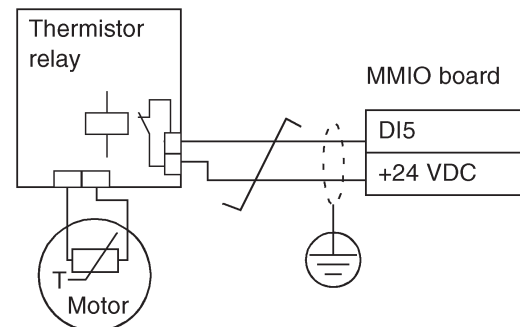 Thermistor
relay
MMIO board
DI5
+24 VDC
T
Motor